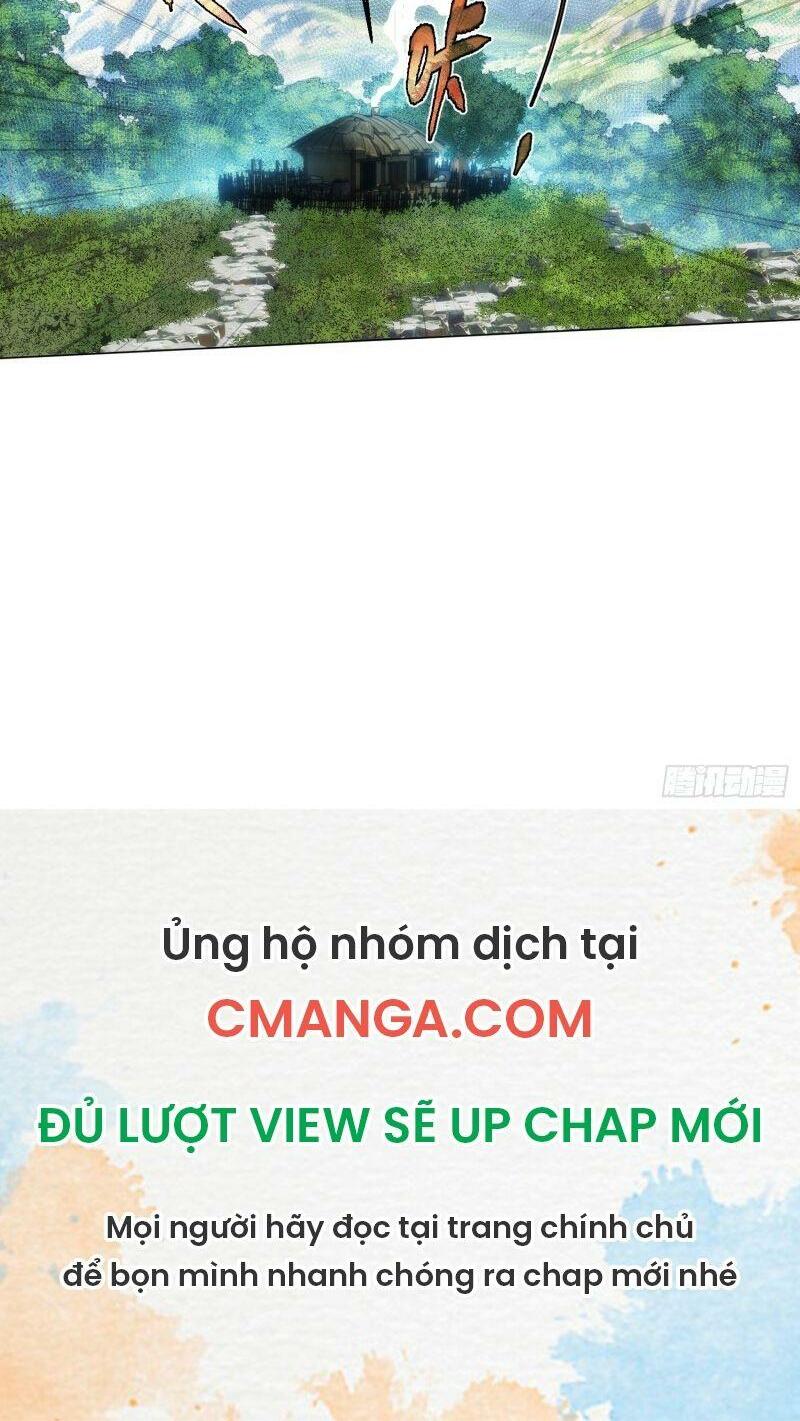 咔
腾讯动漫
Ủng hộ nhóm dịch tại
CMANGA.COM
ĐỦ LƯỢT VIEW SẼ UP CHAP MỚI
Mọi người hãy đọc tại trang chính chủ
để bọn mình nhanh chóng ra chap mới nhé